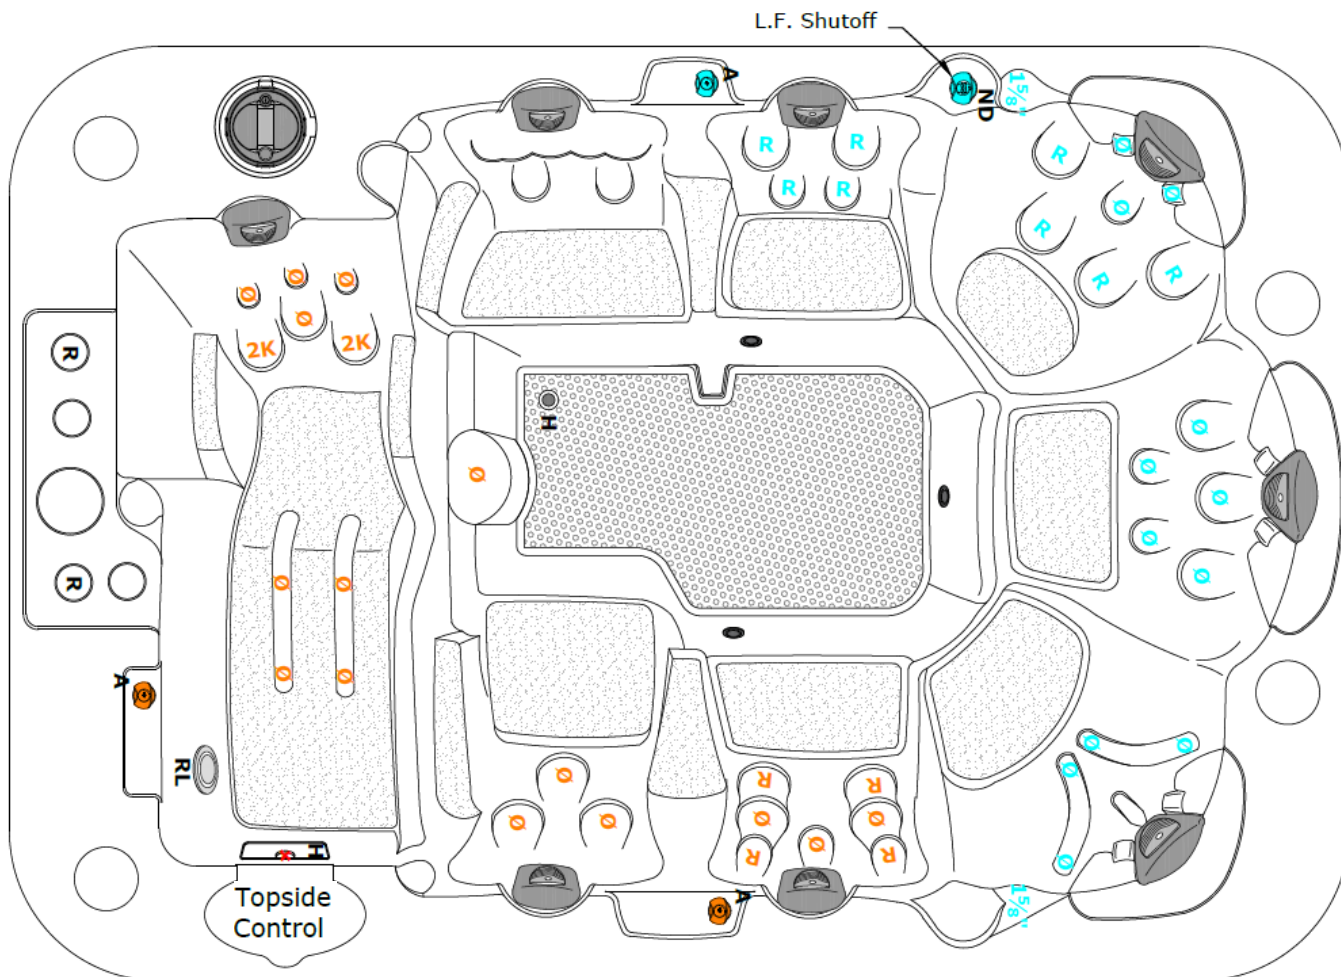 L.F. Shutoff
A
ND
1 5/8"
R R
R R
R
Ø
Ø
Ø
R
R
R
Ø Ø Ø
Ø
2K 2K
R
H
Ø
Ø
Ø
Ø
Ø
Ø
R
Ø Ø
Ø Ø
A
RL
Ø
Ø Ø
R R
Ø Ø
Ø
R R
Ø Ø
Ø
Ø
H
A
1 5/8"
Topside
Control